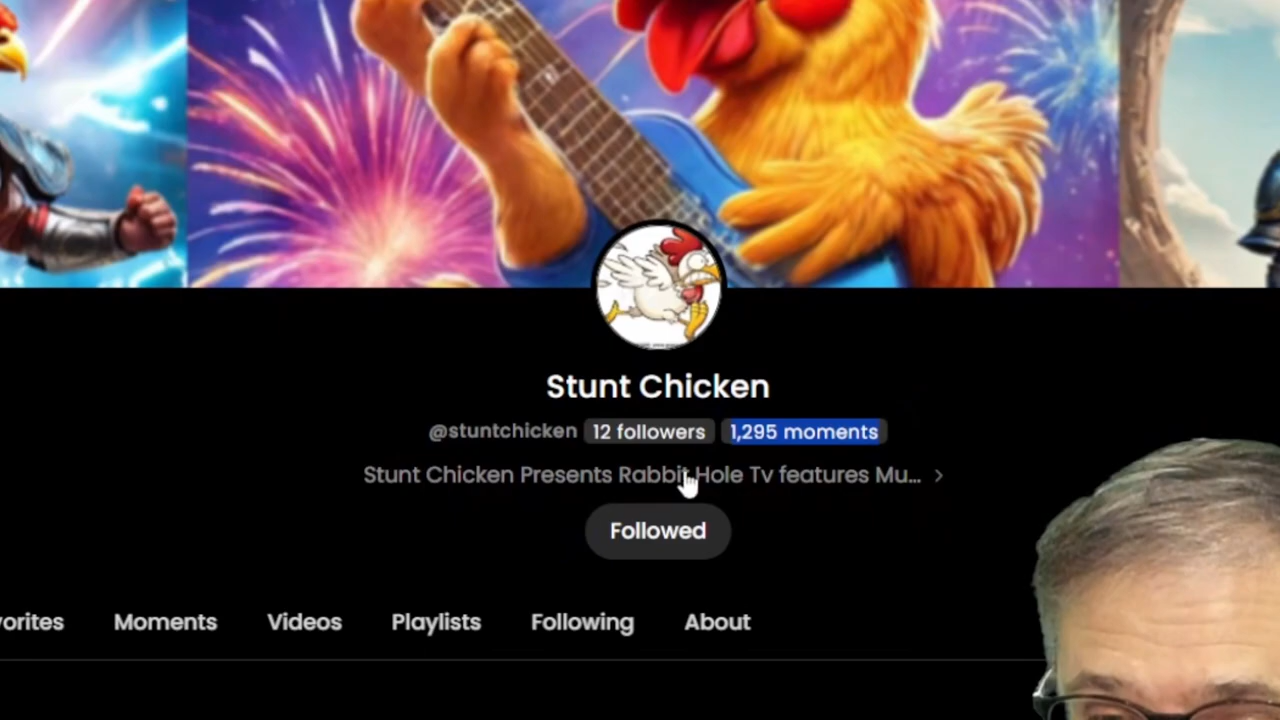 Stunt Chicken
@stuntchicken 12 followers 1,295 moments
Stunt Chicken Presents Rabbit Hole Tv features Mu... >
Followed
vorites Moments Videos Playlists Following About